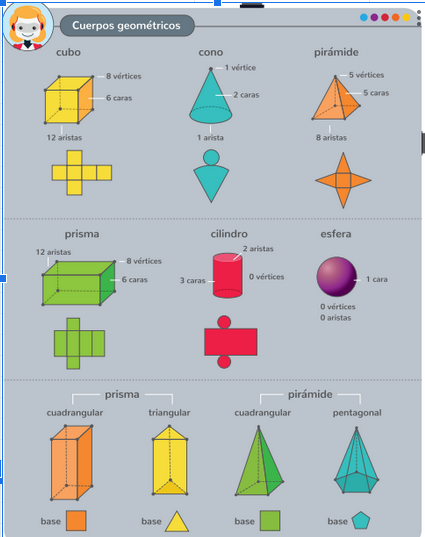 Cuerpos geométricos
cubo
cono
pirámide
8 vértices
6 caras
12 aristas
1 vértice
2 caras
1 arista
5 vértices
5 caras
8 aristas
prisma
cilindro
esfera
12 aristas
8 vértices
6 caras
2 aristas
3 caras
0 vértices
1 cara
0 vértices
0 aristas
prisma
pirámide
cuadrangular
triangular
cuadrangular
pentagonal
base
base
base
base